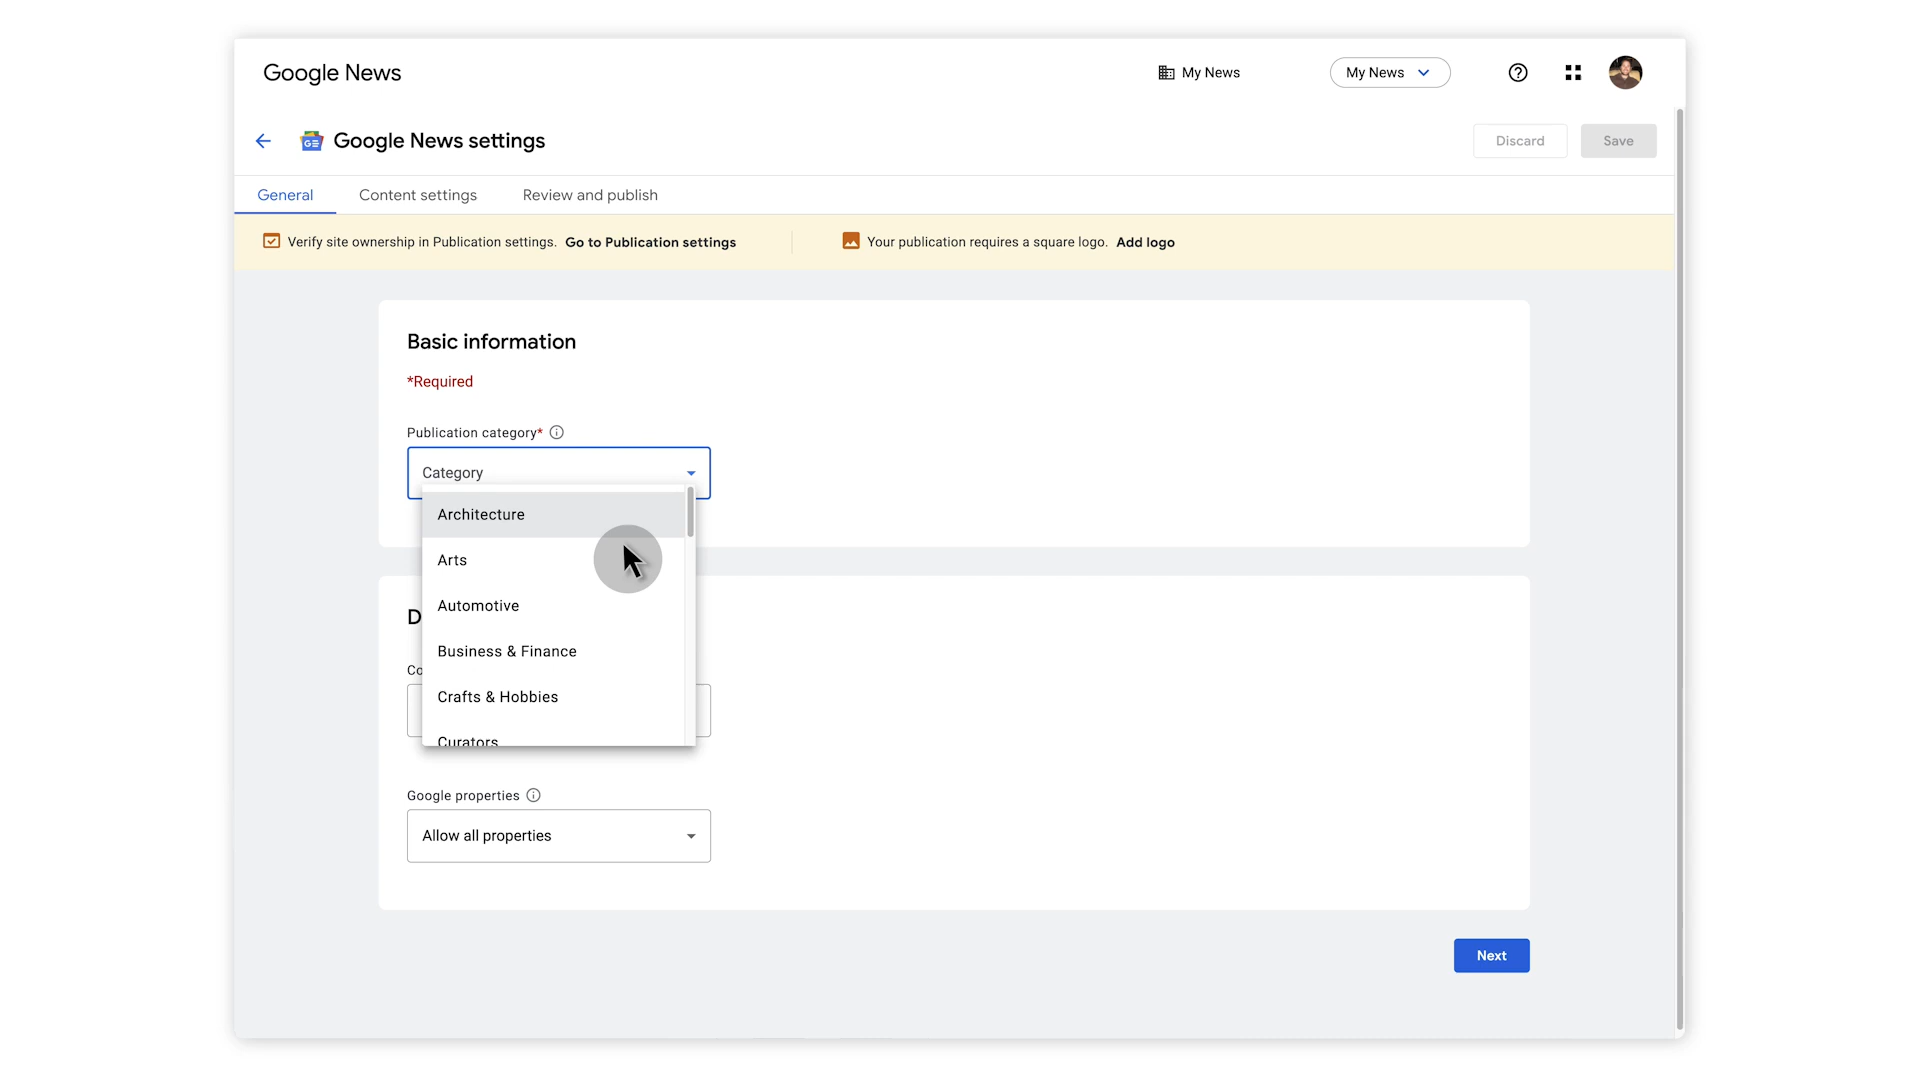 Google News
My News
My News
Google News settings
Discard
Save
General
Content settings
Review and publish
Verify site ownership in Publication settings. Go to Publication settings
Your publication requires a square logo. Add logo
Basic information
*Required
Publication category*
Category
Architecture
Arts
Automotive
Business & Finance
Crafts & Hobbies
Curators
D
Co
Google properties
Allow all properties
Next